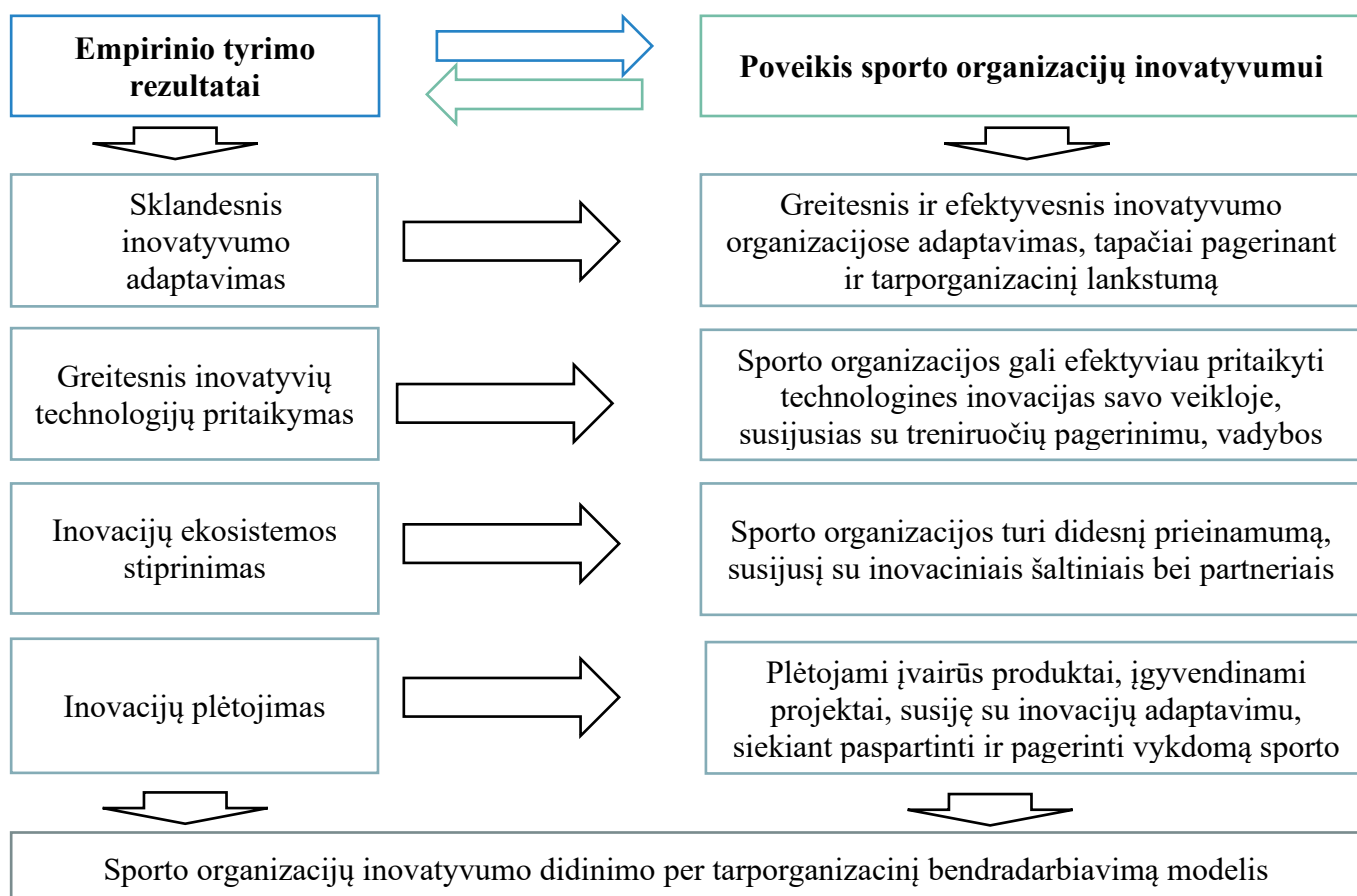 Empirinio tyrimo
rezultatai
Poveikis sporto organizacijų inovatyvumui
Sklandesnis
inovatyvumo
adaptavimas
Greitesnis ir efektyvesnis inovatyvumo
organizacijose adaptavimas, tapačiai pagerinant
ir tarporganizacinį lankstumą
Greitesnis inovatyvių
technologijų pritaikymas
Sporto organizacijos gali efektyviau pritaikyti
technologines inovacijas savo veikloje,
susijusias su treniruočių pagerinimu, vadybos
Inovacijų ekosistemos
stiprinimas
Sporto organizacijos turi didesnį prieinamumą,
susijusį su inovaciniais šaltiniais bei partneriais
Inovacijų plėtojimas
Plėtojami įvairūs produktai, įgyvendinami
projektai, susiję su inovacijų adaptavimu,
siekiant paspartinti ir pagerinti vykdomą sporto
Sporto organizacijų inovatyvumo didinimo per tarporganizacinį bendradarbiavimą modelis